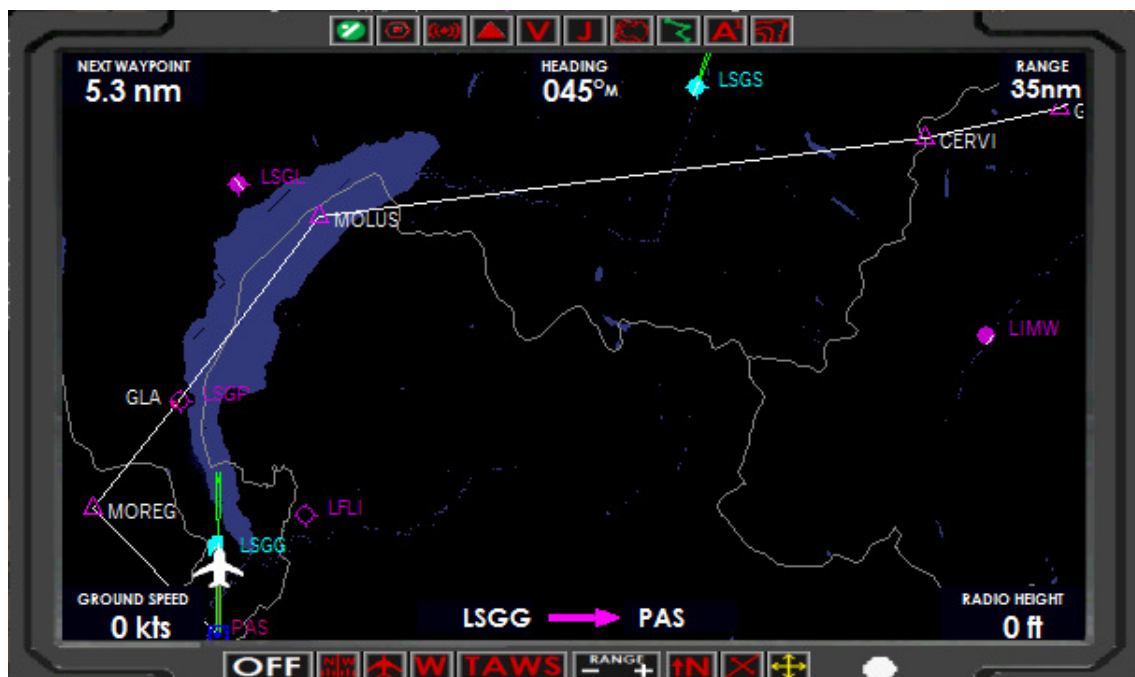 V J A¹
NEXT WAYPOINT
5.3 nm
HEADING
045°M
RANGE
35nm
LSGS
G
CERVI
LSGL
MOLUS
LIMW
GLA
LSGP
MOREG
LFLI
LSGG
GROUND SPEED
0 kts
PAS
LSGG PAS
RADIO HEIGHT
0 ft
OFF W TAWS - RANGE + N